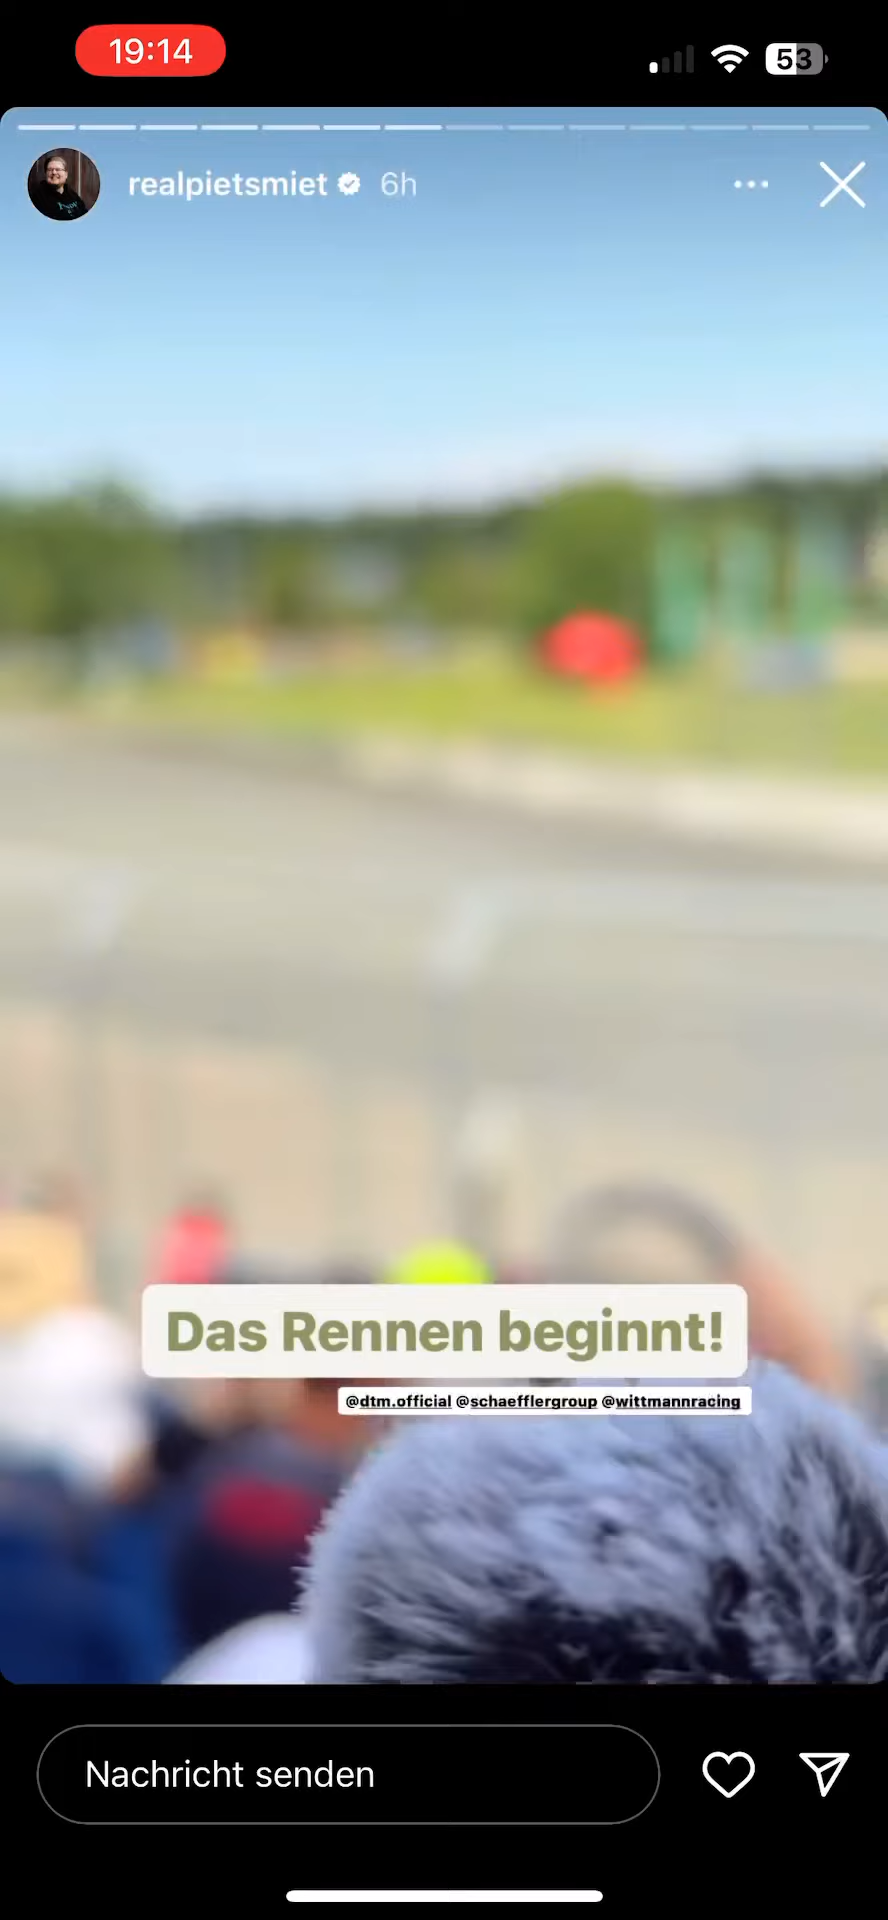 19:14
53
realpietsmiet 6h
Das Rennen beginnt!
@dtm.official @schaefflergroup @wittmannracing
Nachricht senden